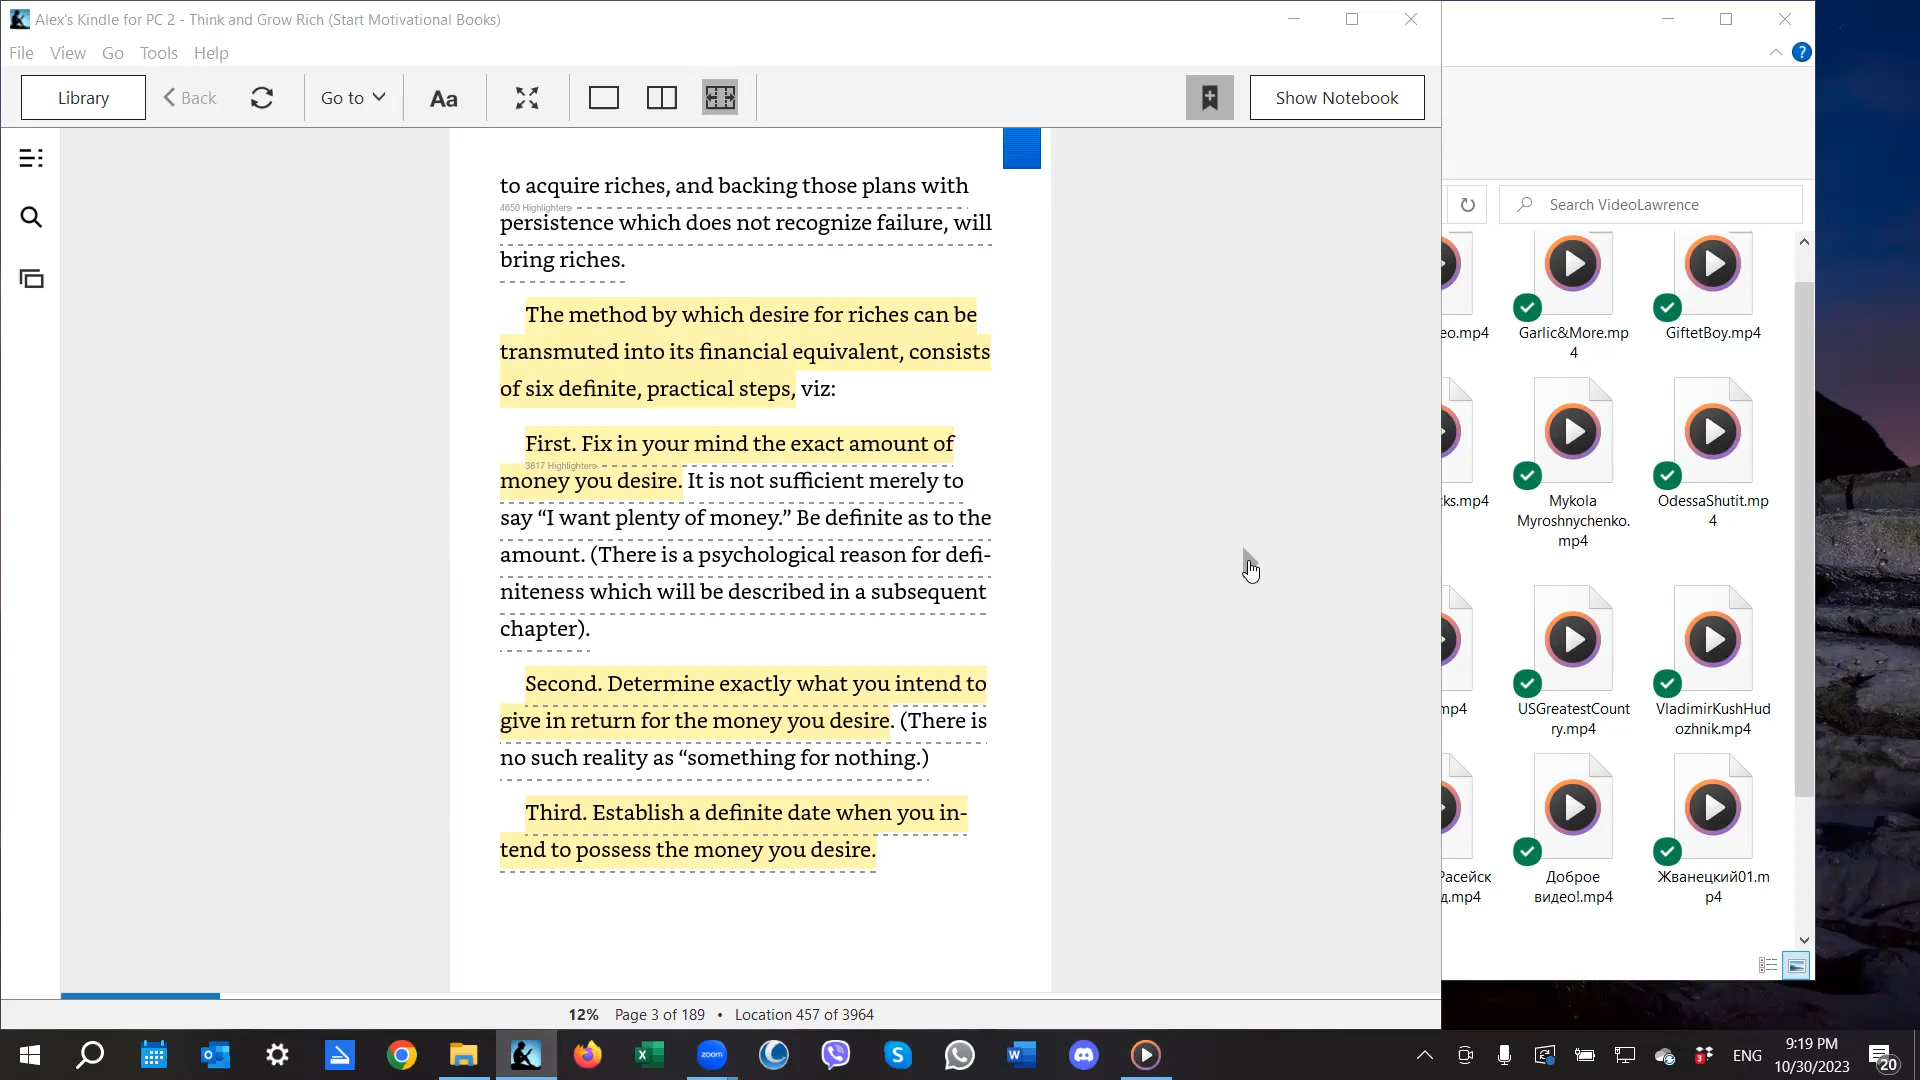 Alex's Kindle for PC 2 - Think and Grow Rich (Start Motivational Books)
File View Go Tools Help
Library Back Go to Aa Show Notebook
to acquire riches, and backing those plans with
4650 Highlighters
persistence which does not recognize failure, will
bring riches.
The method by which desire for riches can be
transmuted into its financial equivalent, consists
of six definite, practical steps, viz:
First. Fix in your mind the exact amount of
3817 Highlighters
money you desire. It is not sufficient merely to
say “I want plenty of money.” Be definite as to the
amount. (There is a psychological reason for defi-
niteness which will be described in a subsequent
chapter).
Second. Determine exactly what you intend to
give in return for the money you desire. (There is
no such reality as “something for nothing.)
Third. Establish a definite date when you in-
tend to possess the money you desire.
12% Page 3 of 189 • Location 457 of 3964
?
Search VideoLawrence
eo.mp4
Garlic&More.mp
4
GiftetBoy.mp4
ks.mp4
Mykola
Myroshnychenko.
mp4
OdessaShutit.mp
4
mp4
USGreatestCount
ry.mp4
VladimirKushHud
ozhnik.mp4
Расейск
д.mp4
Доброе
видео!.mp4
Жванецкий01.m
p4
zoom
3
ENG
9:19 PM
10/30/2023
20